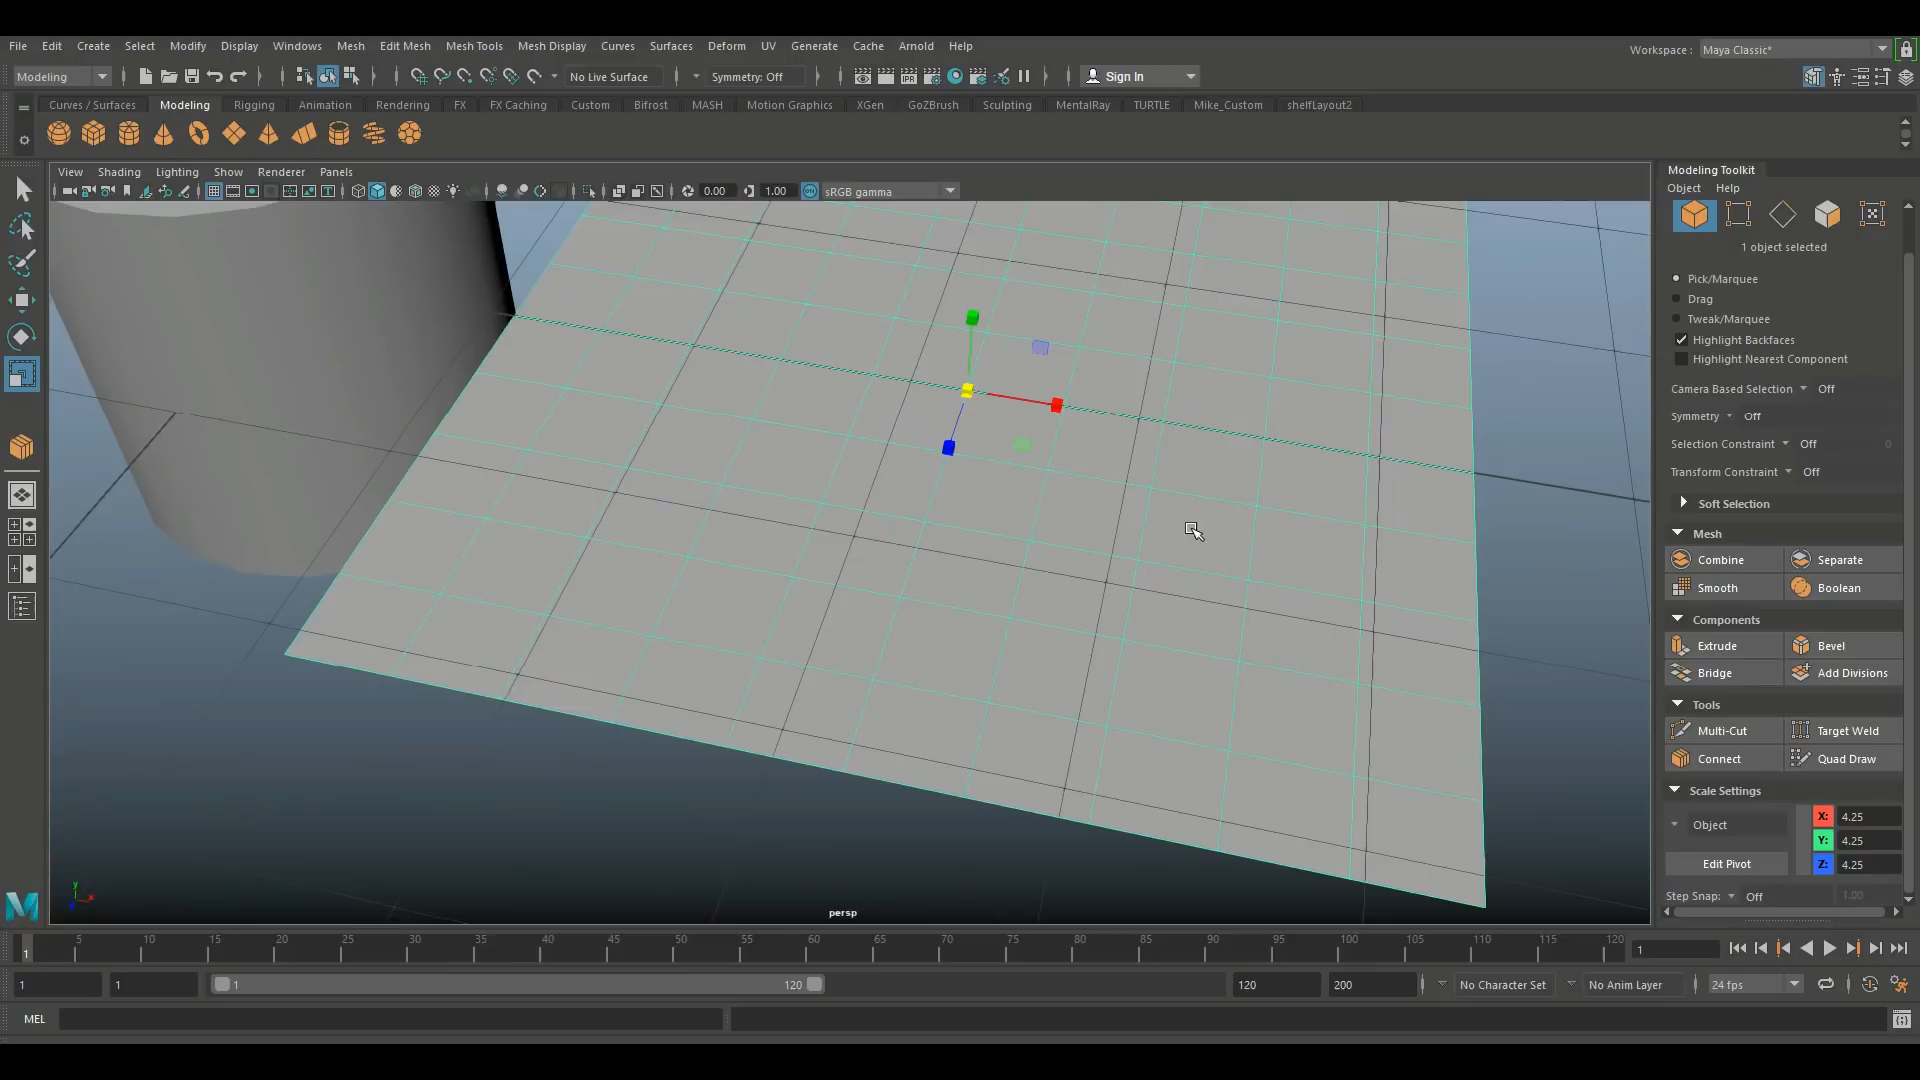 File Edit Create Select Modify Display Windows Mesh Edit Mesh Mesh Tools Mesh Display Curves Surfaces Deform UV Generate Cache Arnold Help
Workspace : Maya Classic*
Modeling No Live Surface Symmetry: Off IPR Sign In
Curves / Surfaces Modeling Rigging Animation Rendering FX FX Caching Custom Bifrost MASH Motion Graphics XGen GoZBrush Sculpting MentalRay TURTLE Mike_Custom shelfLayout2
View Shading Lighting Show Renderer Panels
0.00 1.00 sRGB gamma
Modeling Toolkit
Object Help
1 object selected
Pick/Marquee
Drag
Tweak/Marquee
Highlight Backfaces
Highlight Nearest Component
Camera Based Selection Off
Symmetry Off
Selection Constraint Off 0
Transform Constraint Off
Soft Selection
Mesh
Combine Separate
Smooth Boolean
Components
Extrude Bevel
Bridge Add Divisions
Tools
Multi-Cut Target Weld
Connect Quad Draw
Scale Settings
Object X: 4.25
Y: 4.25
Edit Pivot Z: 4.25
Step Snap: Off 1.00
y x z
persp
5 10 15 20 25 30 35 40 45 50 55 60 65 70 75 80 85 90 95 100 105 110 115 120
1 1
1 1 1 120 120 200 No Character Set No Anim Layer 24 fps
MEL